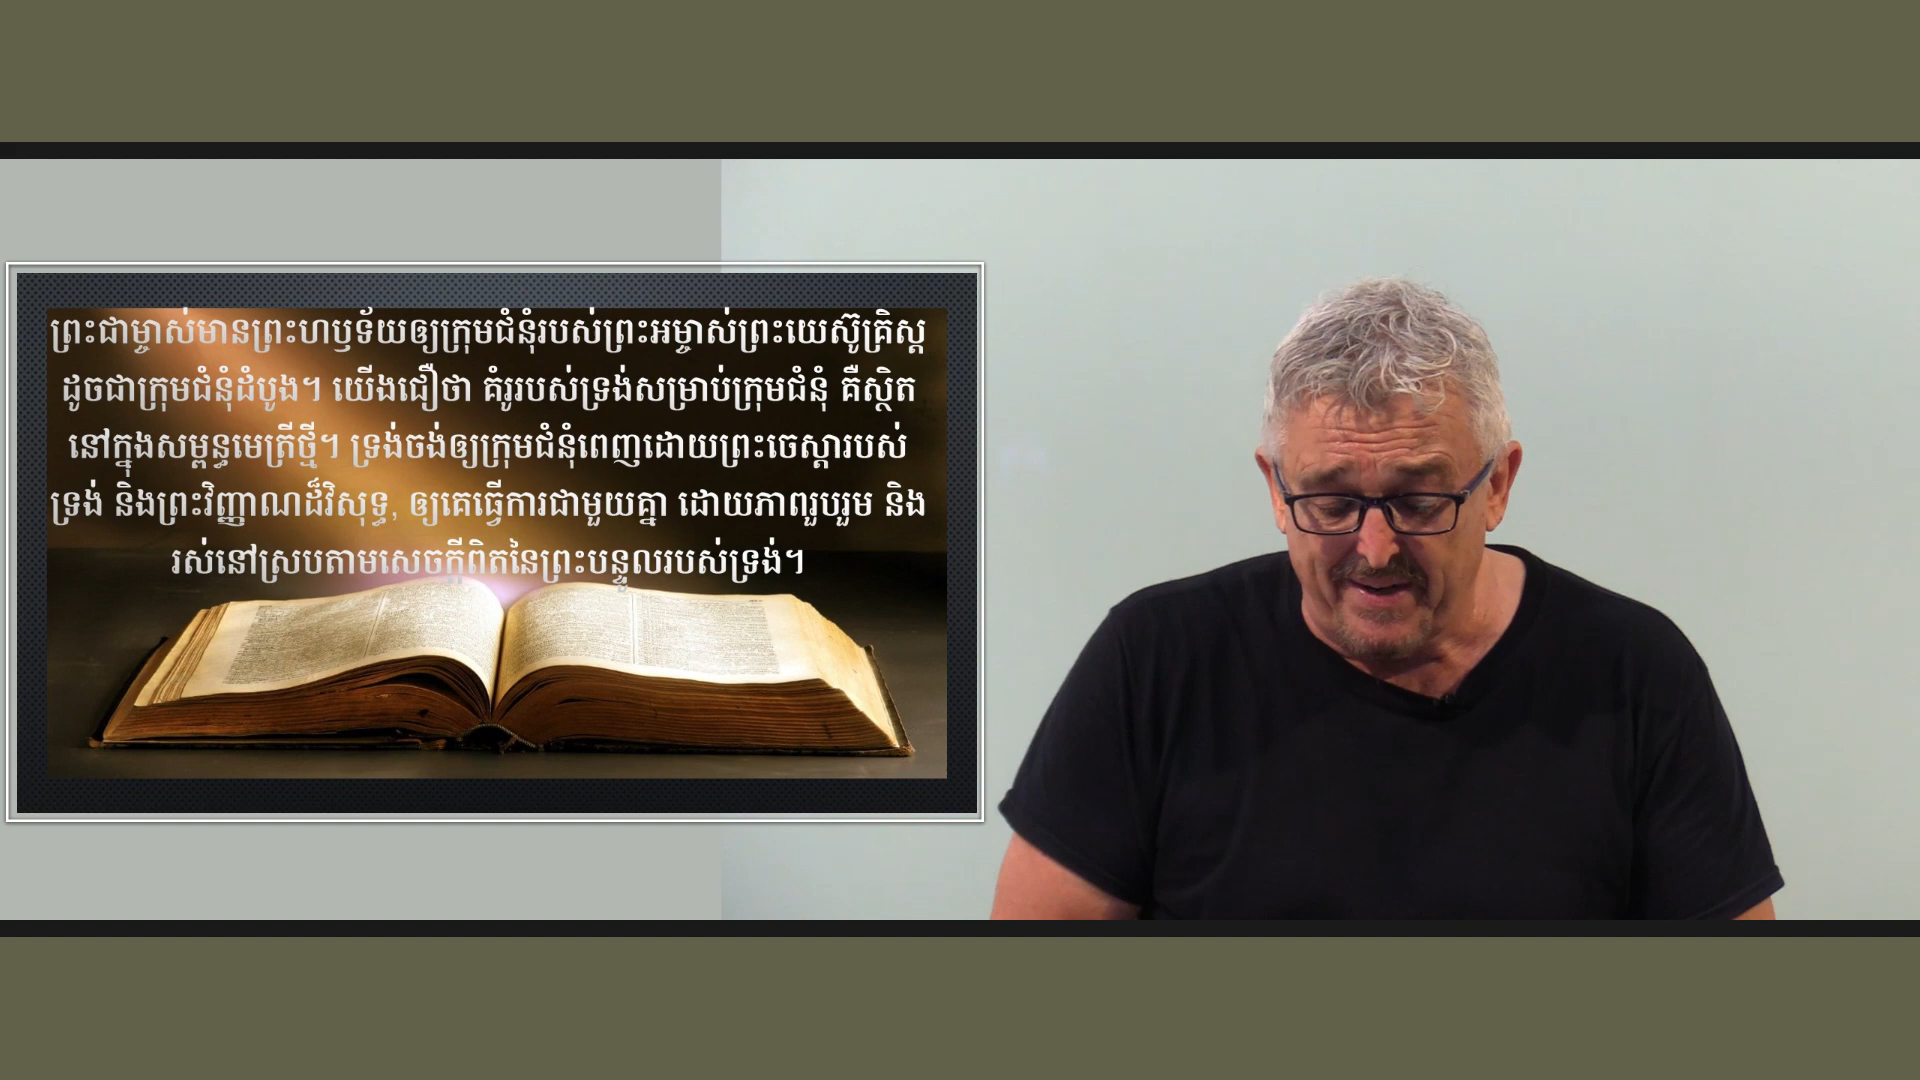 ព្រះជាម្ចាស់មានព្រះហឫទ័យឲ្យក្រុមជំនុំរបស់ព្រះអម្ចាស់ព្រះយេស៊ូគ្រិស្ត
ដូចជាក្រុមជំនុំដំបូង។ យើងជឿថា គំរូរបស់ទ្រង់សម្រាប់ក្រុមជំនុំ គឺស្ថិត
នៅក្នុងសម្ពន្ធមេត្រីថ្មី។ ទ្រង់ចង់ឲ្យក្រុមជំនុំពេញដោយព្រះចេស្តារបស់
ទ្រង់ និងព្រះវិញ្ញាណដ៏វិសុទ្ធ, ឲ្យគេធ្វើការជាមួយគ្នា ដោយភាពរួបរួម និង
រស់នៅស្របតាមសេចក្តីពិតនៃព្រះបន្ទូលរបស់ទ្រង់។